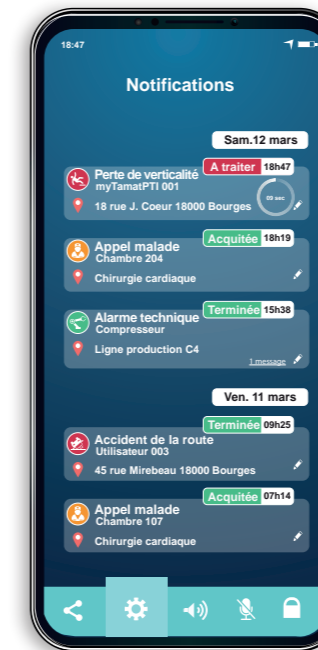 18:47
Notifications
Sam.12 mars
A traiter 18h47
Perte de verticalité
myTamatPTI 001
09 sec
18 rue J. Coeur 18000 Bourges
Acquitée 18h19
Appel malade
Chambre 204
Chirurgie cardiaque
Terminée 15h38
Alarme technique
Compresseur
Ligne production C4
1 message
Ven. 11 mars
Terminée 09h25
Accident de la route
Utilisateur 003
45 rue Mirebeau 18000 Bourges
Acquitée 07h14
Appel malade
Chambre 107
Chirurgie cardiaque